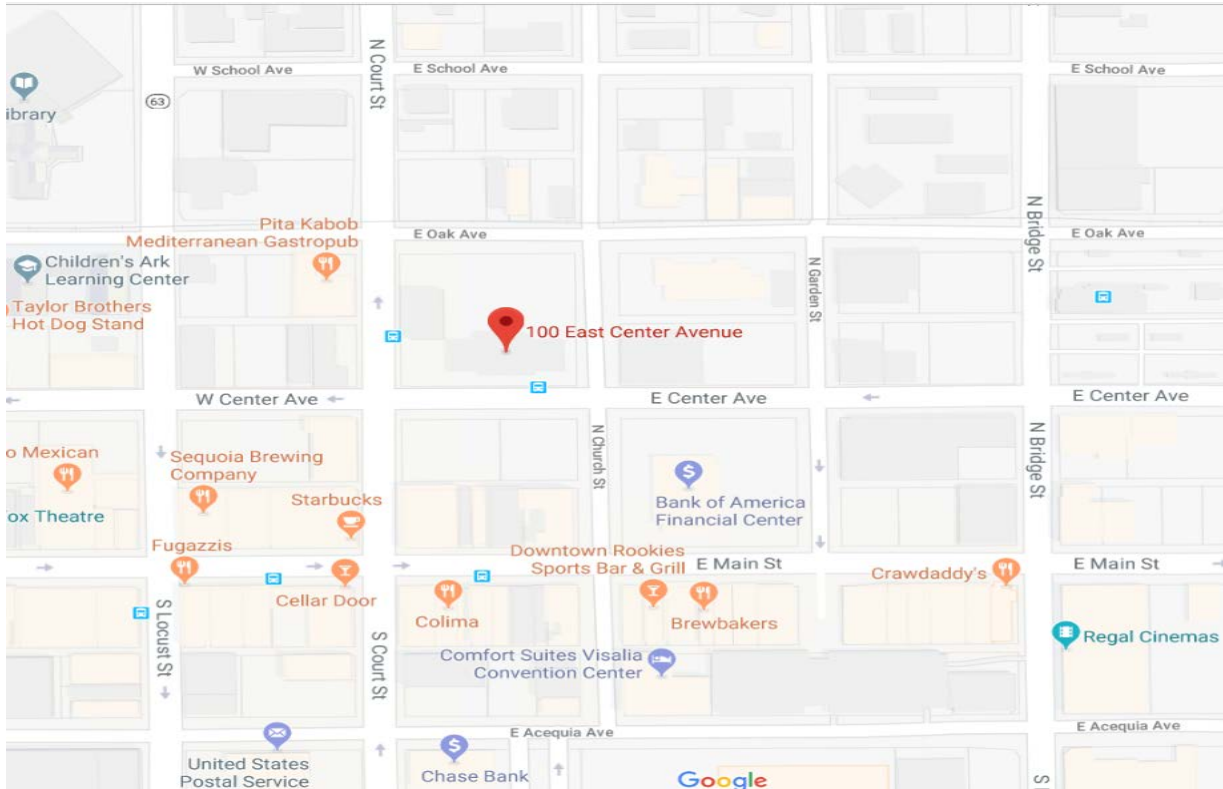 W School Ave
N Court St
E School Ave
E School Ave
63
ibrary
Pita Kabob
Mediterranean Gastropub
E Oak Ave
N Bridge St
E Oak Ave
Children's Ark
Learning Center
Taylor Brothers
Hot Dog Stand
N Garden St
100 East Center Avenue
W Center Ave
E Center Ave
E Center Ave
o Mexican
Sequoia Brewing
Company
N Church St
N Bridge St
Starbucks
Bank of America
Financial Center
ox Theatre
Fugazzis
Downtown Rookies
Sports Bar & Grill
E Main St
E Main St
Crawdaddy's
Cellar Door
Colima
Brewbakers
S Locust St
S Court St
Regal Cinemas
Comfort Suites Visalia
Convention Center
E Acequia Ave
E Acequia Ave
United States
Postal Service
Chase Bank
Google
S